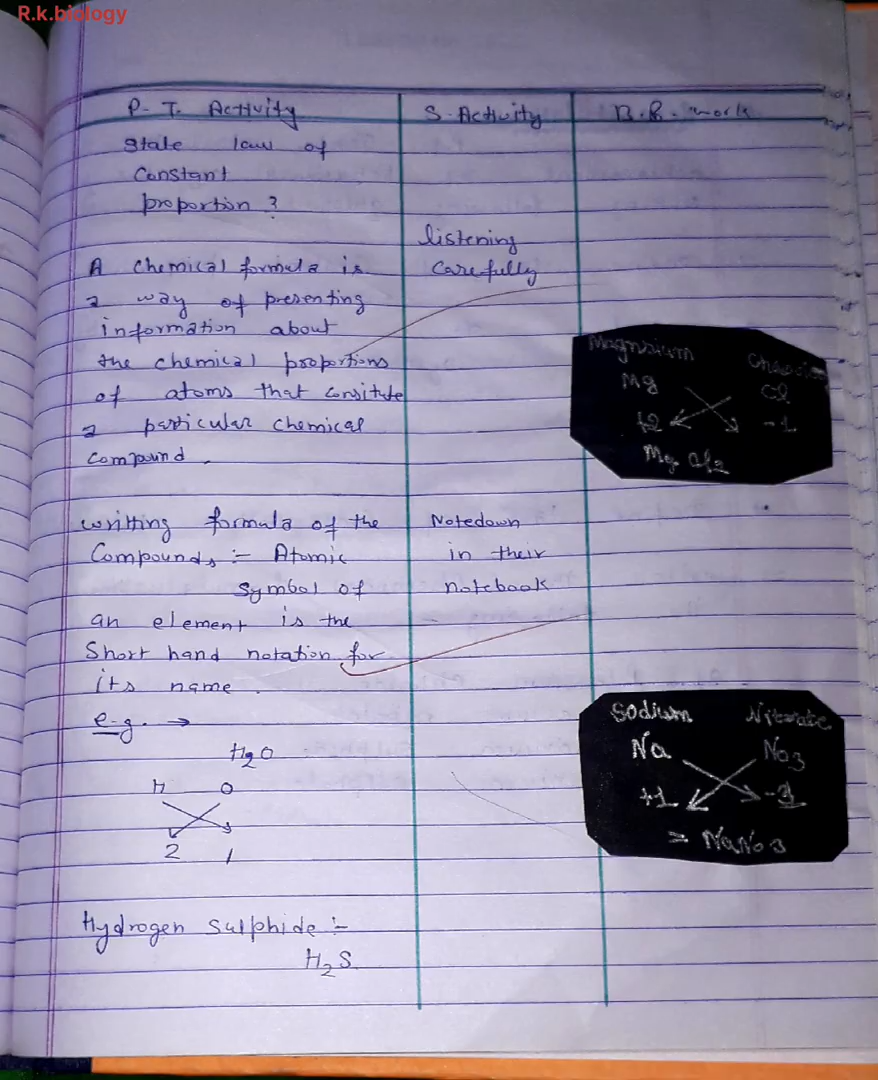 R.k.biology
P. T. Activity
S. Activity
B.B. work
State law of
Constant
proportion ?
listening
Carefully
A chemical formula is
a way of presenting
information about
the chemical proportions
of atoms that consitute
a particular chemical
Compound .
Magnesium
Mg
Cl
+2
-1
Mg Cl2
writting formula of the
Compounds :- Atomic
symbol of
an element is the
Short hand notation for
its name .
e.g. →
Notedown
in their
notebook
H2O
H O
2 1
Sodium
Na
No3
+1
= NaNo3
Hydrogen Sulphide :-
H2S